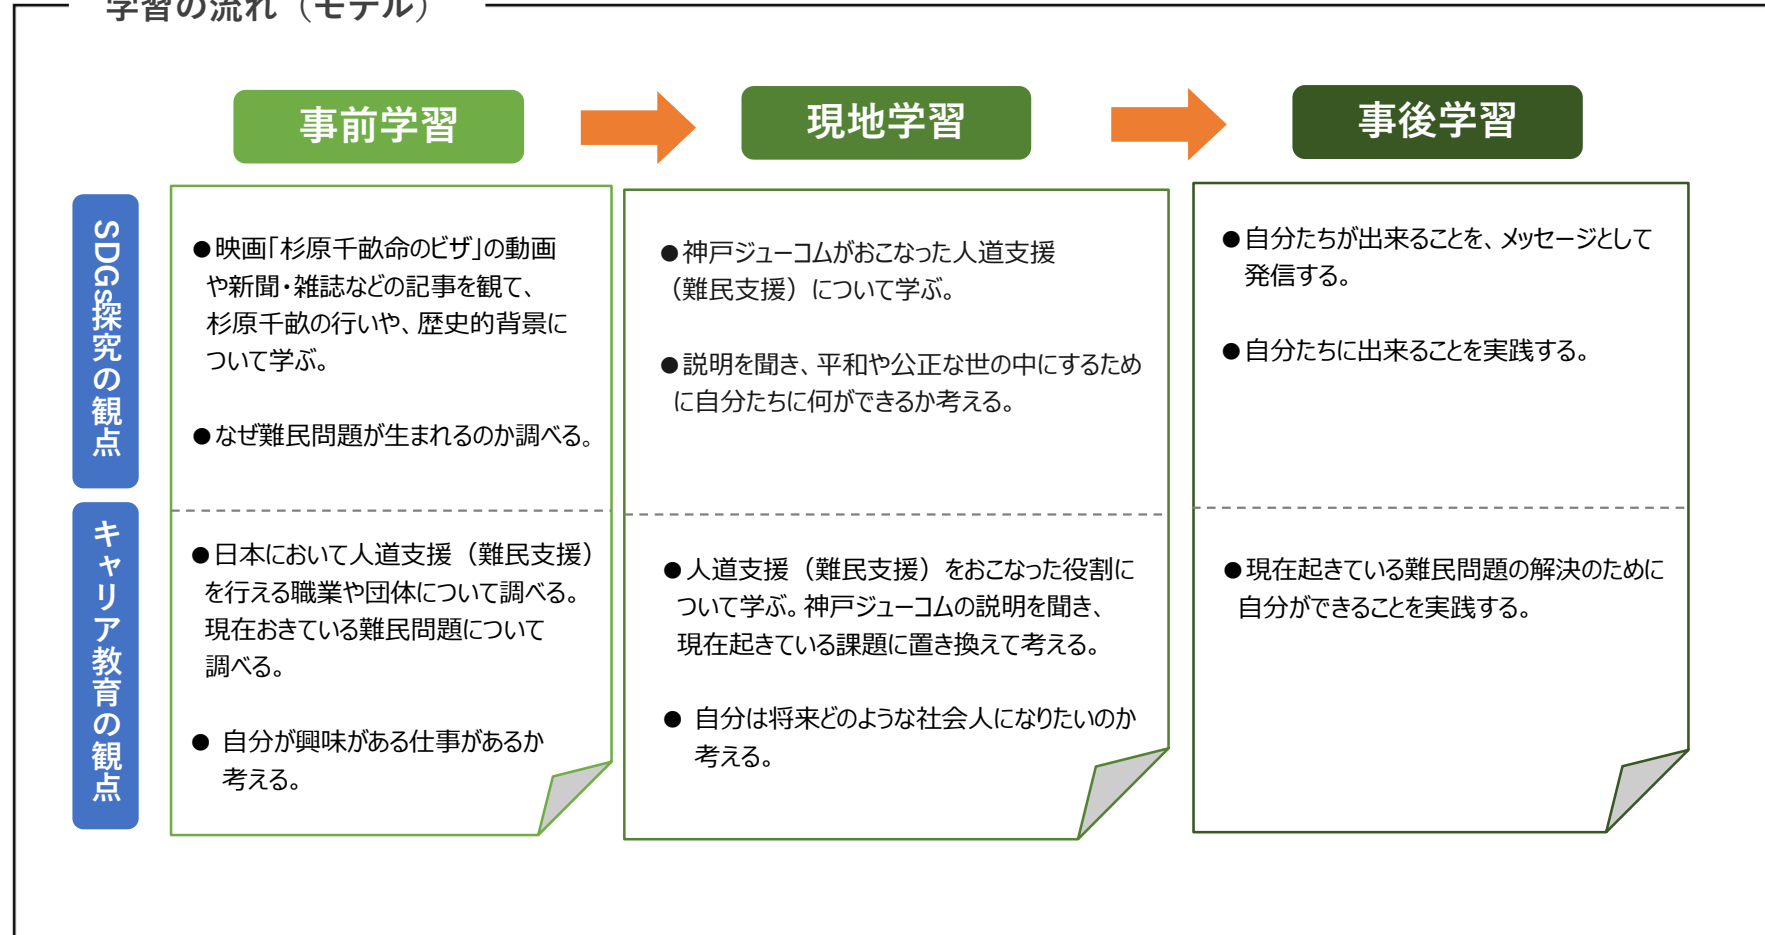 学習の流れ（モデル）
事前学習
現地学習
事後学習
SDGs探究の観点
●映画「杉原千畝命のビザ」の動画
や新聞・雑誌などの記事を観て、
杉原千畝の行いや、歴史的背景に
ついて学ぶ。
●なぜ難民問題が生まれるのか調べる。
●神戸ジューコムがおこなった人道支援
（難民支援）について学ぶ。
●説明を聞き、平和や公正な世の中にするため
に自分たちに何ができるか考える。
●自分たちが出来ることを、メッセージとして
発信する。
●自分たちに出来ることを実践する。
キャリア教育の観点
●日本において人道支援（難民支援）
を行える職業や団体について調べる。
現在おきている難民問題について
調べる。
● 自分が興味がある仕事があるか
考える。
●人道支援（難民支援）をおこなった役割に
ついて学ぶ。神戸ジューコムの説明を聞き、
現在起きている課題に置き換えて考える。
● 自分は将来どのような社会人になりたいのか
考える。
●現在起きている難民問題の解決のために
自分ができることを実践する。